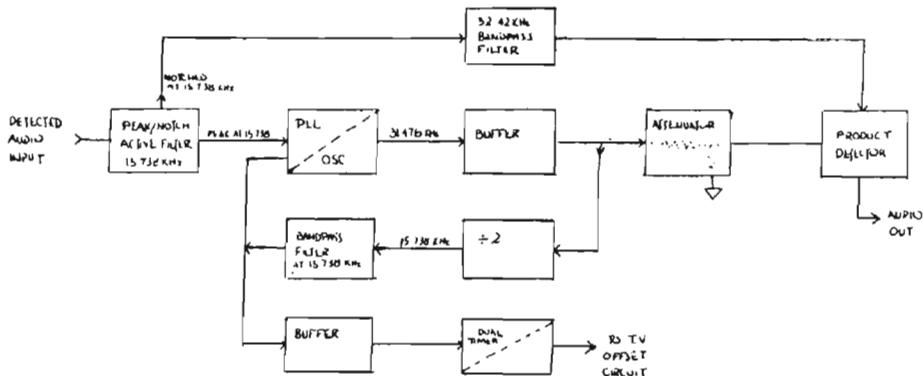 32-42 KHz
BANDPASS
FILTER
NOTCHED
AT 15.738 KHz
DETECTED
AUDIO
INPUT
PEAK/NOTCH
ACTIVE FILTER
15.738 KHz
PEAK AT 15.738
PLL
OSC
31.476 KHz
BUFFER
ATTENUATOR
PRODUCT
DETECTOR
AUDIO
OUT
BANDPASS
FILTER
AT 15.738 KHz
15.738 KHz
÷2
BUFFER
DUAL
TIMER
TO T.V.
OFFSET
CIRCUIT